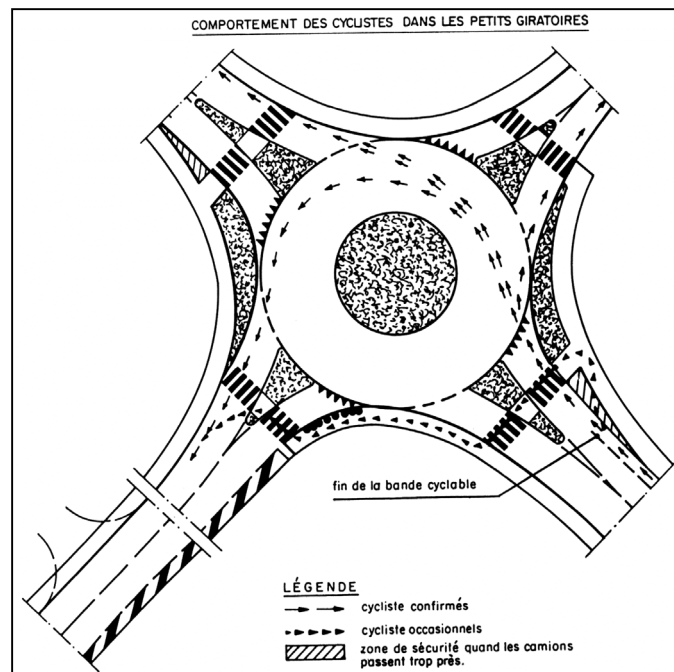 COMPORTEMENT DES CYCLISTES DANS LES PETITS GIRATOIRES
fin de la bande cyclable
LÉGENDE
cycliste confirmés
cycliste occasionnels
zone de sécurité quand les camions
passent trop près.